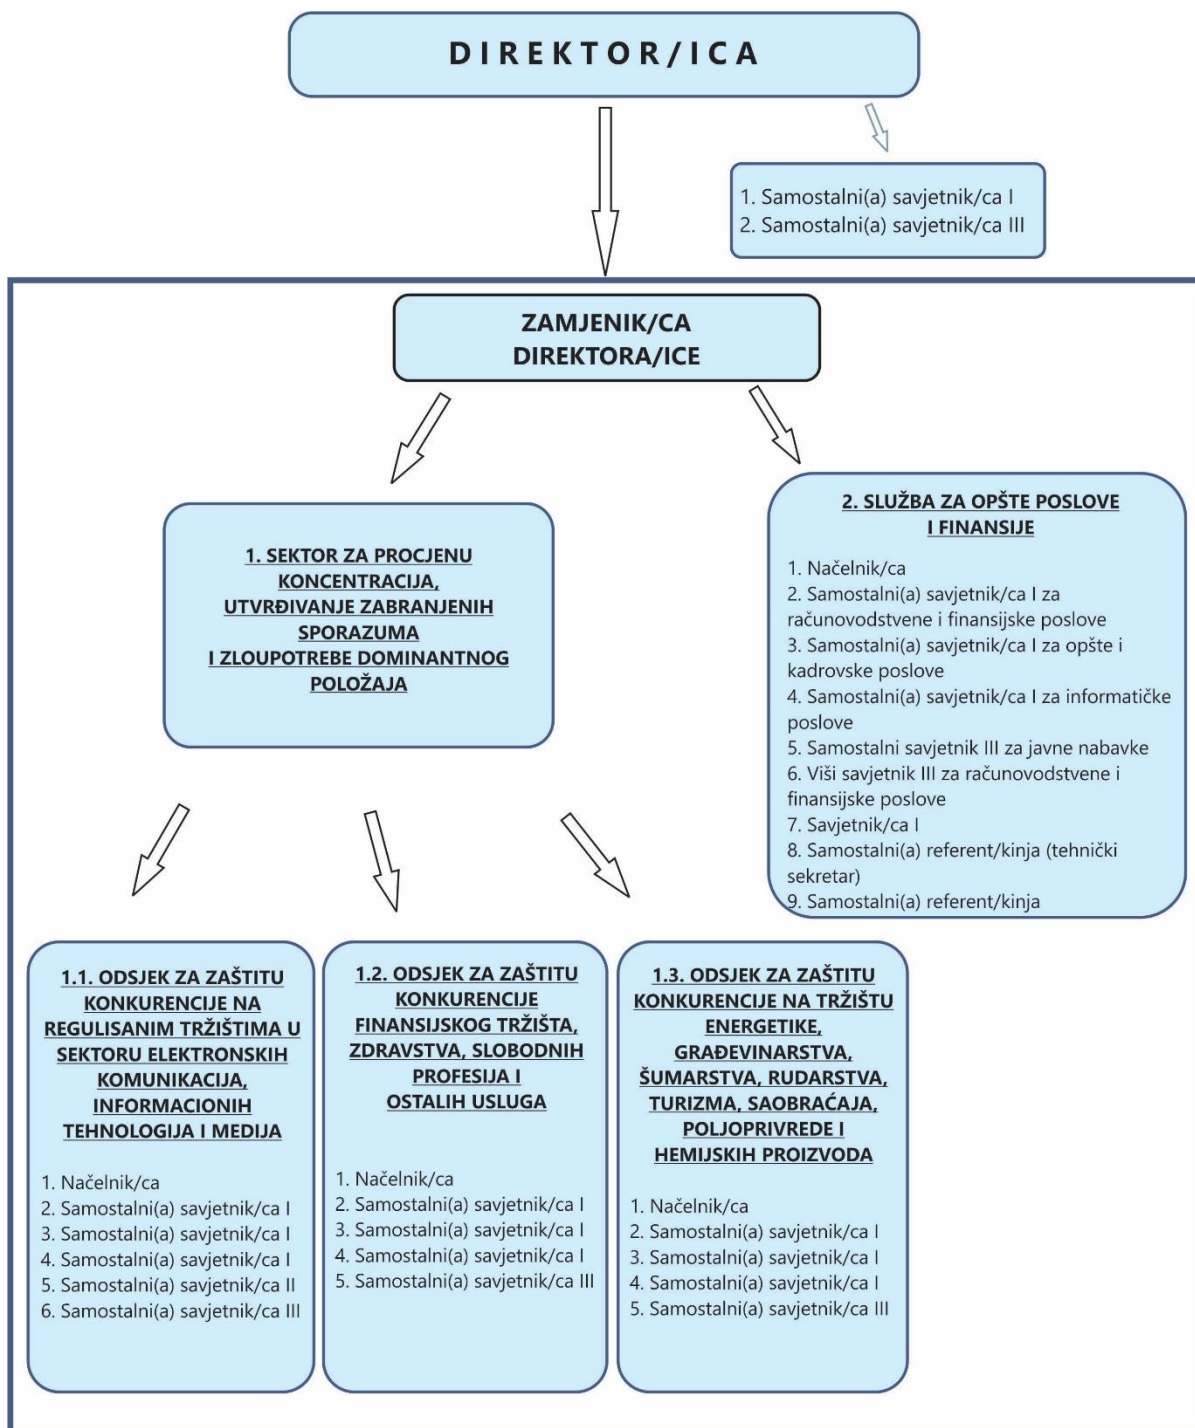 DIREKTOR/ICA
1. Samostalni(a) savjetnik/ca I
2. Samostalni(a) savjetnik/ca III
ZAMJENIK/CA
DIREKTORA/ICE
1. SEKTOR ZA PROCJENU
KONCENTRACIJA,
UTVRĐIVANJE ZABRANJENIH
SPORAZUMA
I ZLOUPOTREBE DOMINANTNOG
POLOŽAJA
2. SLUŽBA ZA OPŠTE POSLOVE
I FINANSIJE
1. Načelnik/ca
2. Samostalni(a) savjetnik/ca I za
računovodstvene i finansijske poslove
3. Samostalni(a) savjetnik/ca I za opšte i
kadrovske poslove
4. Samostalni(a) savjetnik/ca I za informatičke
poslove
5. Samostalni savjetnik III za javne nabavke
6. Viši savjetnik III za računovodstvene i
finansijske poslove
7. Savjetnik/ca I
8. Samostalni(a) referent/kinja (tehnički
sekretar)
9. Samostalni(a) referent/kinja
1.1. ODSJEK ZA ZAŠTITU
KONKURENCIJE NA
REGULISANIM TRŽIŠTIMA U
SEKTORU ELEKTRONSKIH
KOMUNIKACIJA,
INFORMACIONIH
TEHNOLOGIJA I MEDIJA
1. Načelnik/ca
2. Samostalni(a) savjetnik/ca I
3. Samostalni(a) savjetnik/ca I
4. Samostalni(a) savjetnik/ca I
5. Samostalni(a) savjetnik/ca II
6. Samostalni(a) savjetnik/ca III
1.2. ODSJEK ZA ZAŠTITU
KONKURENCIJE
FINANSIJSKOG TRŽIŠTA,
ZDRAVSTVA, SLOBODNIH
PROFESIJA I
OSTALIH USLUGA
1. Načelnik/ca
2. Samostalni(a) savjetnik/ca I
3. Samostalni(a) savjetnik/ca I
4. Samostalni(a) savjetnik/ca I
5. Samostalni(a) savjetnik/ca III
1.3. ODSJEK ZA ZAŠTITU
KONKURENCIJE NA TRŽIŠTU
ENERGETIKE,
GRAĐEVINARSTVA,
ŠUMARSTVA, RUDARSTVA,
TURIZMA, SAOBRAĆAJA,
POLJOPRIVREDE I
HEMIJSKIH PROIZVODA
1. Načelnik/ca
2. Samostalni(a) savjetnik/ca I
3. Samostalni(a) savjetnik/ca I
4. Samostalni(a) savjetnik/ca I
5. Samostalni(a) savjetnik/ca III